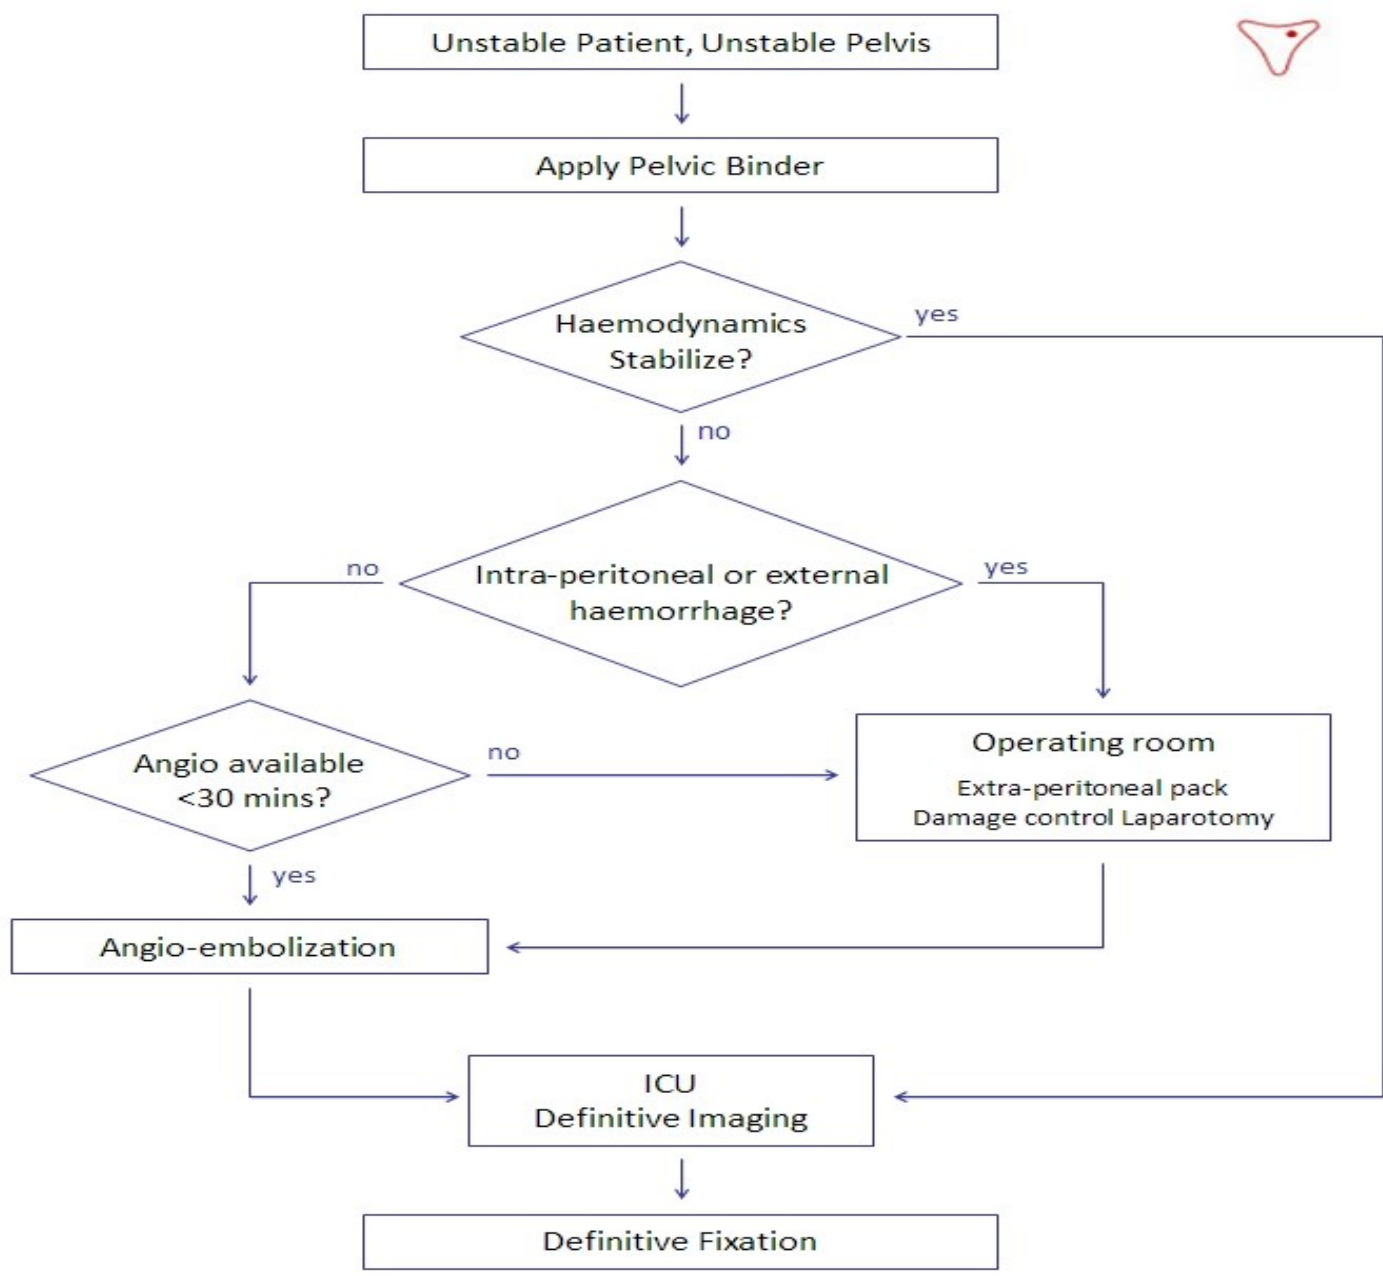 Unstable Patient, Unstable Pelvis
Apply Pelvic Binder
Haemodynamics
Stabilize?
yes
no
Intra-peritoneal or external
haemorrhage?
no
yes
Angio available
<30 mins?
no
yes
Operating room
Extra-peritoneal pack
Damage control Laparotomy
Angio-embolization
ICU
Definitive Imaging
Definitive Fixation